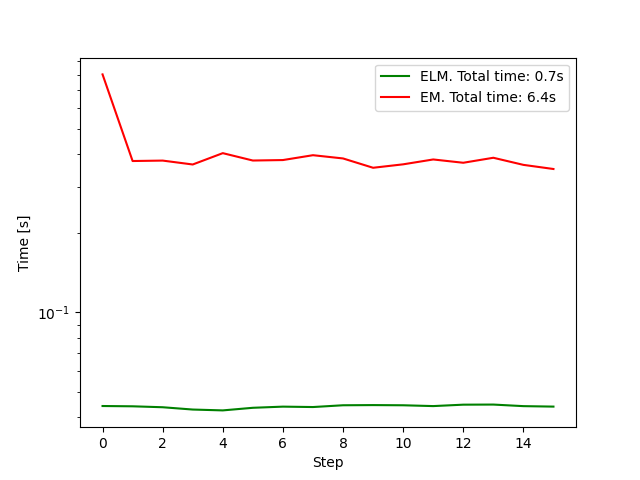 ELM. Total time: 0.7s
EM. Total time: 6.4s
Time [s]
10⁻¹
0 2 4 6 8 10 12 14
Step